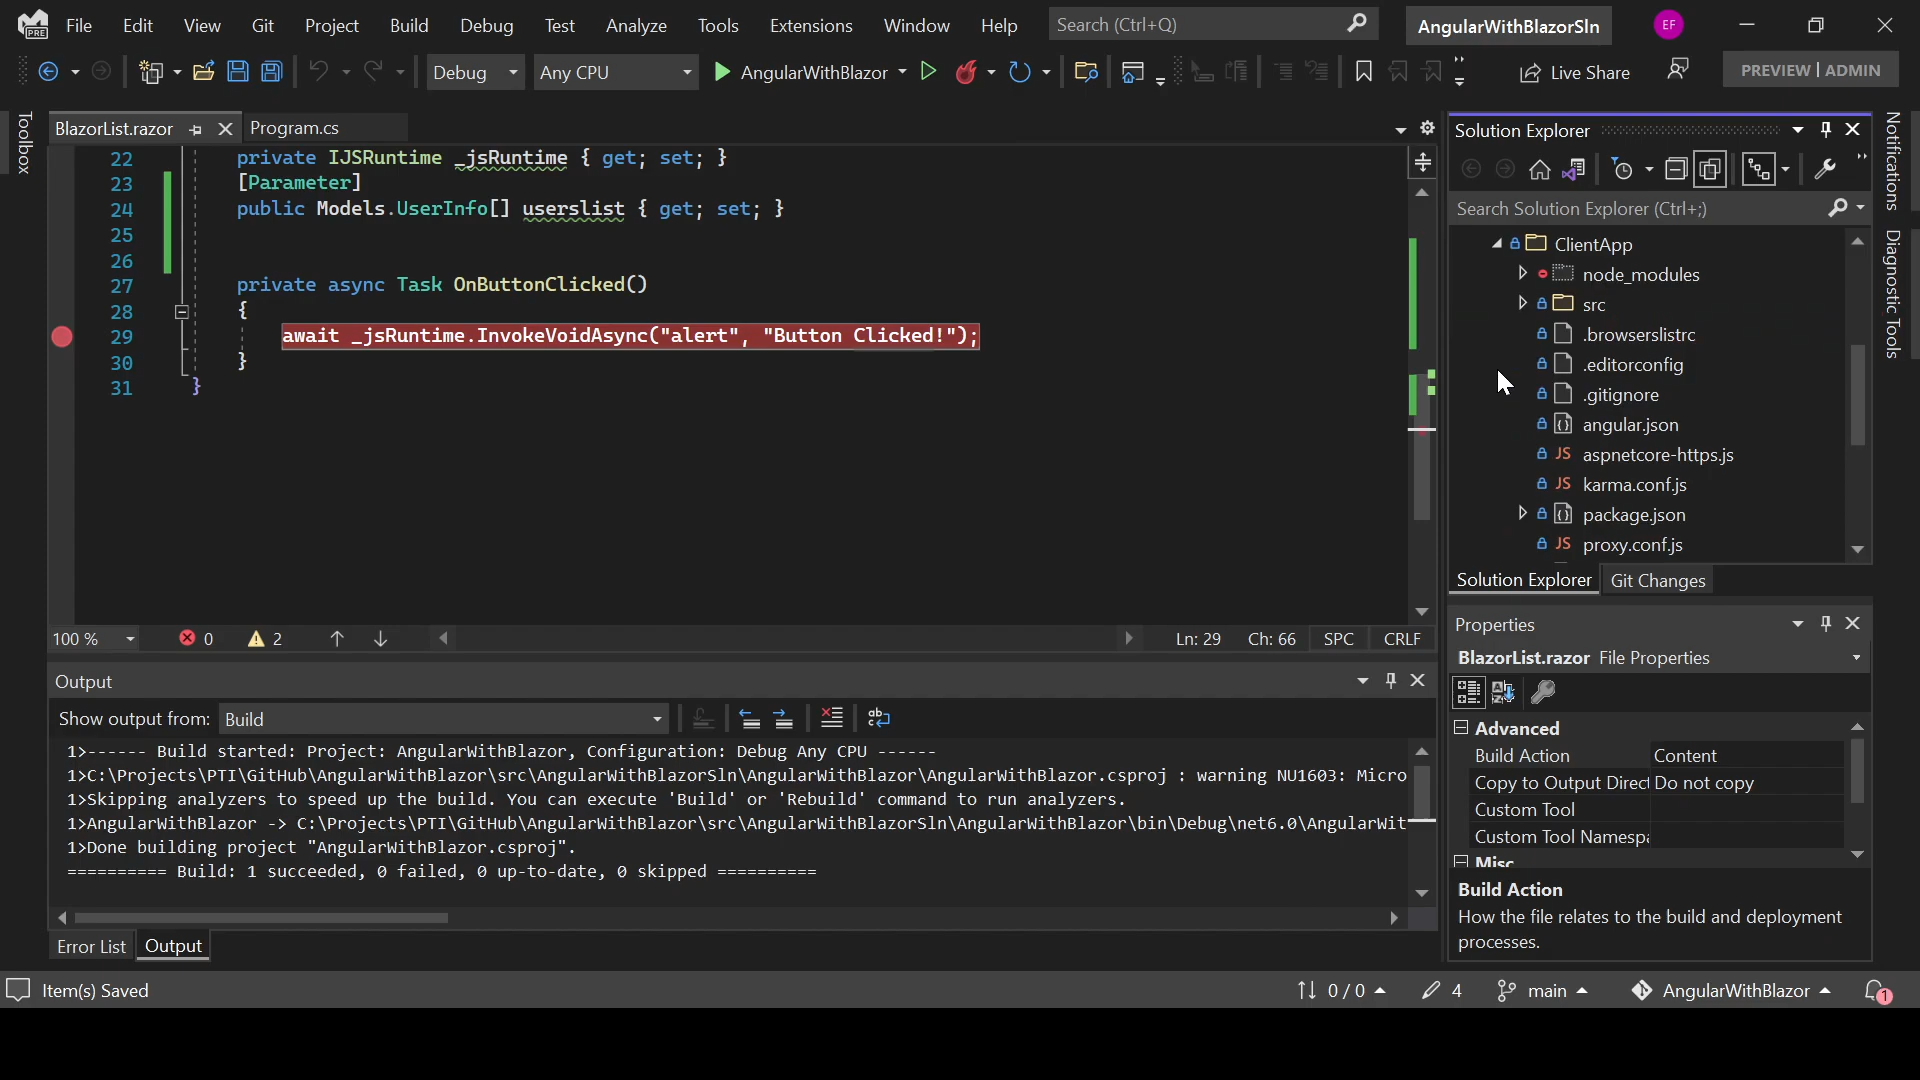 PRE File Edit View Git Project Build Debug Test Analyze Tools Extensions Window Help Search (Ctrl+Q) AngularWithBlazorSln EF
Debug Any CPU AngularWithBlazor Live Share PREVIEW | ADMIN
Toolbox
BlazorList.razor Program.cs
22 private IJSRuntime _jsRuntime { get; set; }
23 [Parameter]
24 public Models.UserInfo[] userslist { get; set; }
25
26
27 private async Task OnButtonClicked()
28 {
29 await _jsRuntime.InvokeVoidAsync("alert", "Button Clicked!");
30 }
31 }
100 % 0 2 Ln: 29 Ch: 66 SPC CRLF
Output
Show output from: Build
1>------ Build started: Project: AngularWithBlazor, Configuration: Debug Any CPU ------
1>C:\Projects\PTI\GitHub\AngularWithBlazor\src\AngularWithBlazorSln\AngularWithBlazor\AngularWithBlazor.csproj : warning NU1603: Micro
1>Skipping analyzers to speed up the build. You can execute 'Build' or 'Rebuild' command to run analyzers.
1>AngularWithBlazor -> C:\Projects\PTI\GitHub\AngularWithBlazor\src\AngularWithBlazorSln\AngularWithBlazor\bin\Debug\net6.0\AngularWit
1>Done building project "AngularWithBlazor.csproj".
========== Build: 1 succeeded, 0 failed, 0 up-to-date, 0 skipped ==========
Error List Output
Solution Explorer
Search Solution Explorer (Ctrl+;)
ClientApp
node_modules
src
.browserslistrc
.editorconfig
.gitignore
angular.json
JS aspnetcore-https.js
JS karma.conf.js
package.json
JS proxy.conf.js
Solution Explorer Git Changes
Properties
BlazorList.razor File Properties
Advanced
Build Action Content
Copy to Output Direct Do not copy
Custom Tool
Custom Tool Namespa
Misc
Build Action
How the file relates to the build and deployment
processes.
Notifications
Diagnostic Tools
Item(s) Saved 0 / 0 4 main AngularWithBlazor 1